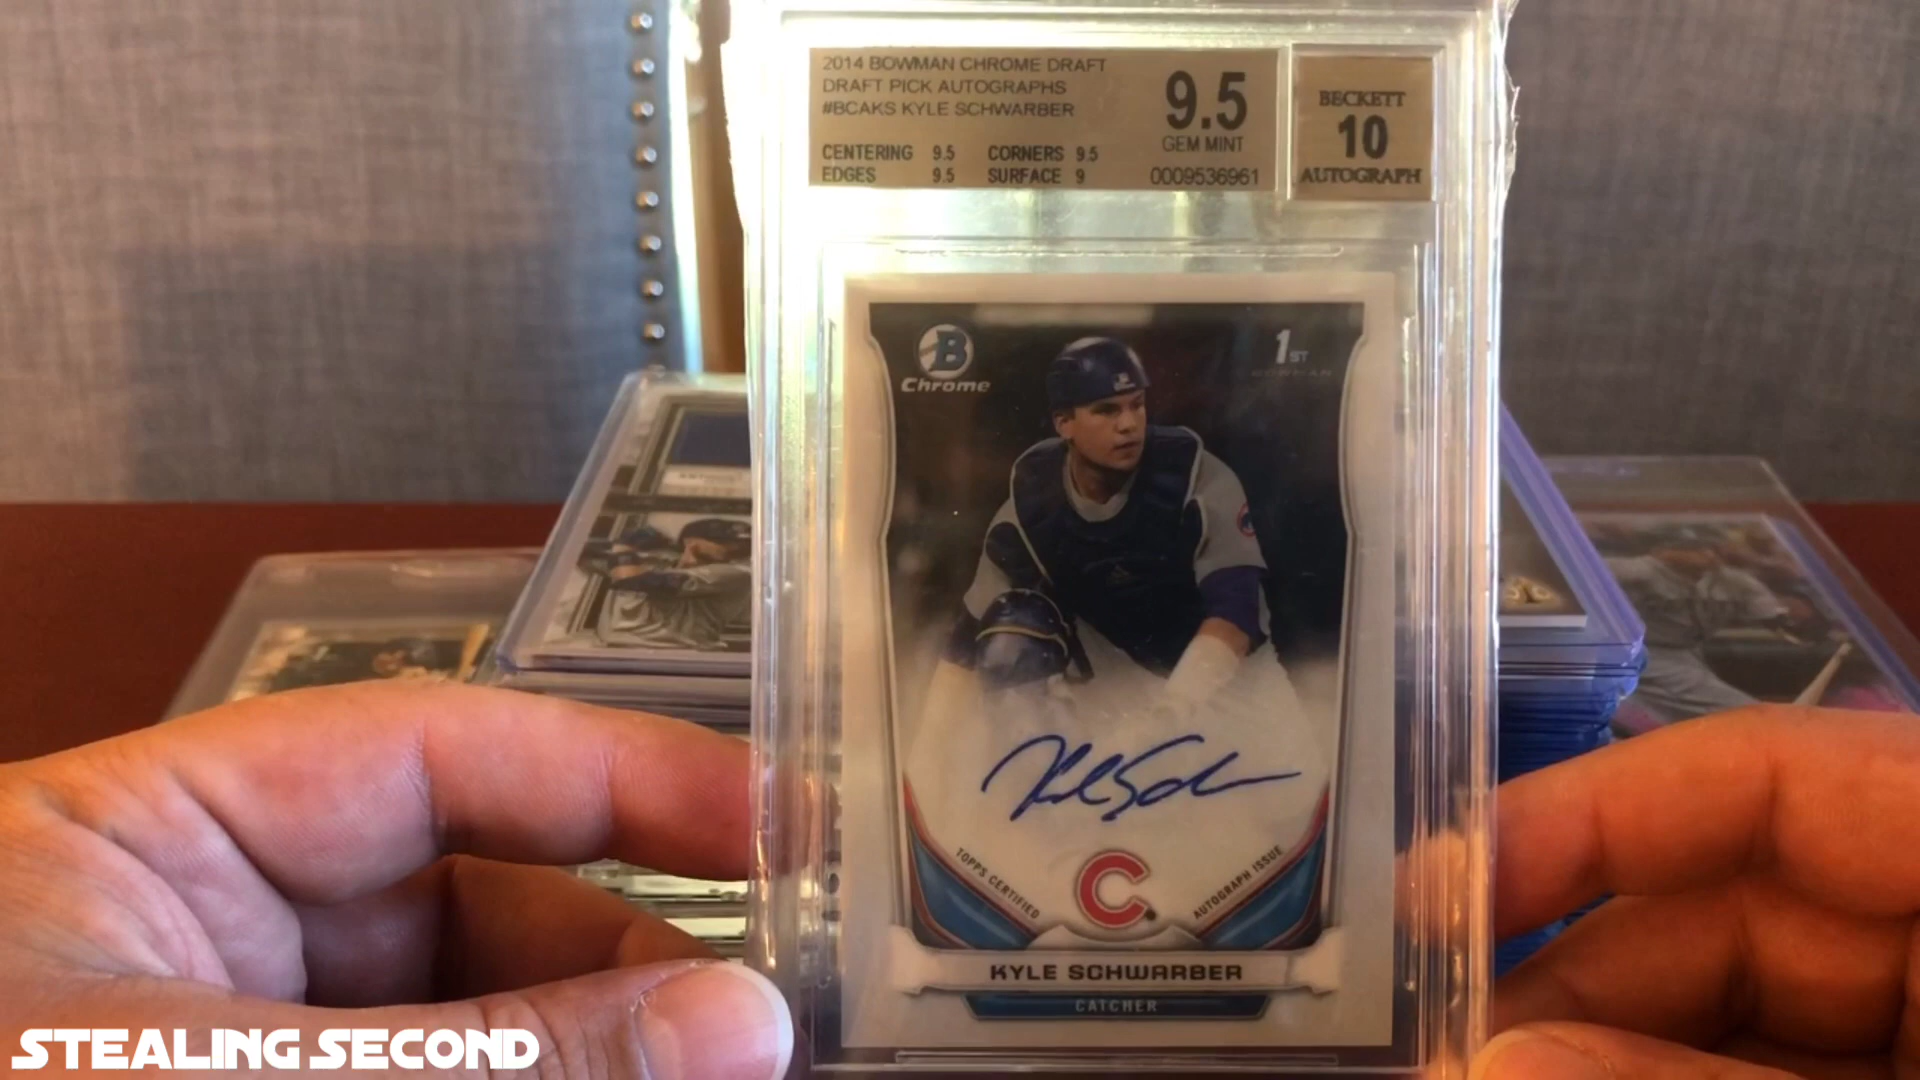 2014 BOWMAN CHROME DRAFT
DRAFT PICK AUTOGRAPHS
#BCAKS KYLE SCHWARBER
CENTERING 9.5 CORNERS 9.5
EDGES 9.5 SURFACE 9
9.5
GEM MINT
0009536961
BECKETT
10
AUTOGRAPH
B
Chrome
1ST
BOWMAN
TOPPS CERTIFIED
C
AUTOGRAPH ISSUE
KYLE SCHWARBER
CATCHER
STEALING SECOND